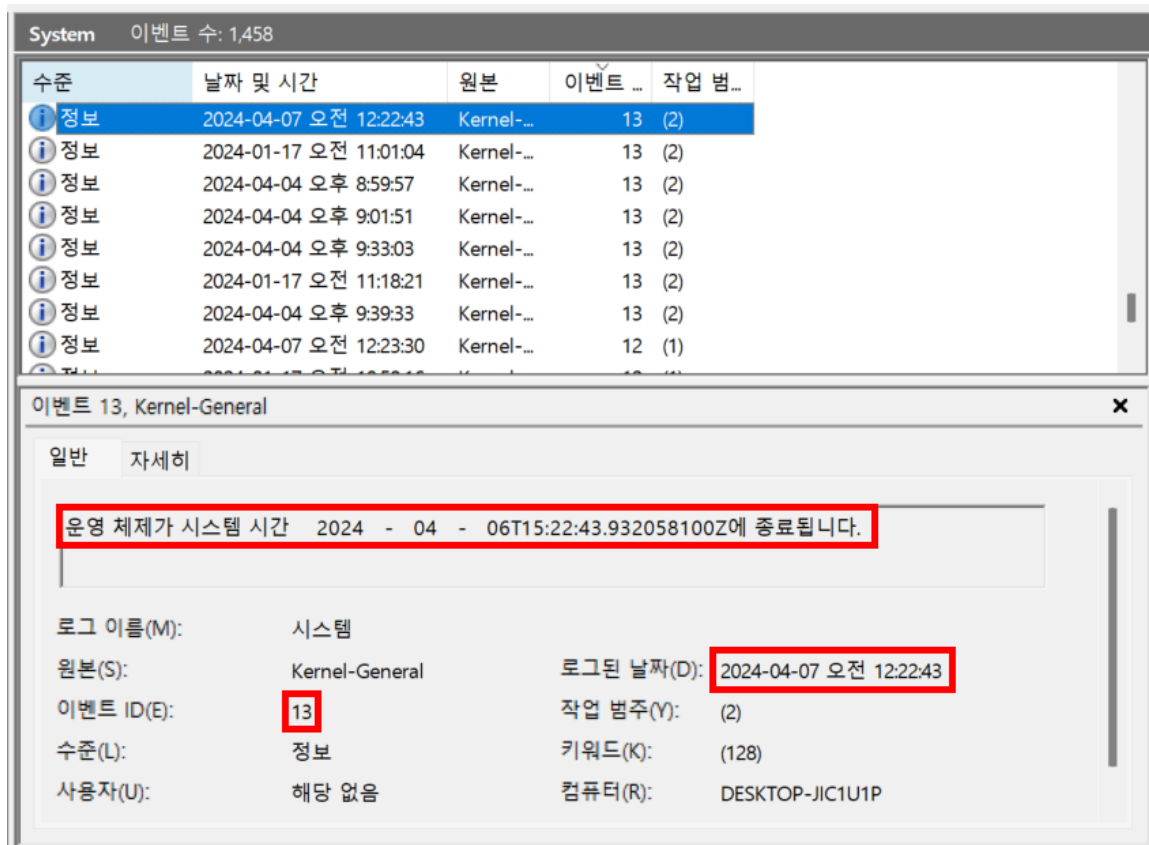 System 이벤트 수: 1,458
수준 날짜 및 시간 원본 이벤트 ... 작업 범...
정보 2024-04-07 오전 12:22:43 Kernel-... 13 (2)
정보 2024-01-17 오전 11:01:04 Kernel-... 13 (2)
정보 2024-04-04 오후 8:59:57 Kernel-... 13 (2)
정보 2024-04-04 오후 9:01:51 Kernel-... 13 (2)
정보 2024-04-04 오후 9:33:03 Kernel-... 13 (2)
정보 2024-01-17 오전 11:18:21 Kernel-... 13 (2)
정보 2024-04-04 오후 9:39:33 Kernel-... 13 (2)
정보 2024-04-07 오전 12:23:30 Kernel-... 12 (1)
이벤트 13, Kernel-General
일반 자세히
운영 체제가 시스템 시간 2024 - 04 - 06T15:22:43.932058100Z에 종료됩니다.
로그 이름(M): 시스템
원본(S): Kernel-General 로그된 날짜(D): 2024-04-07 오전 12:22:43
이벤트 ID(E): 13 작업 범주(Y): (2)
수준(L): 정보 키워드(K): (128)
사용자(U): 해당 없음 컴퓨터(R): DESKTOP-JIC1U1P